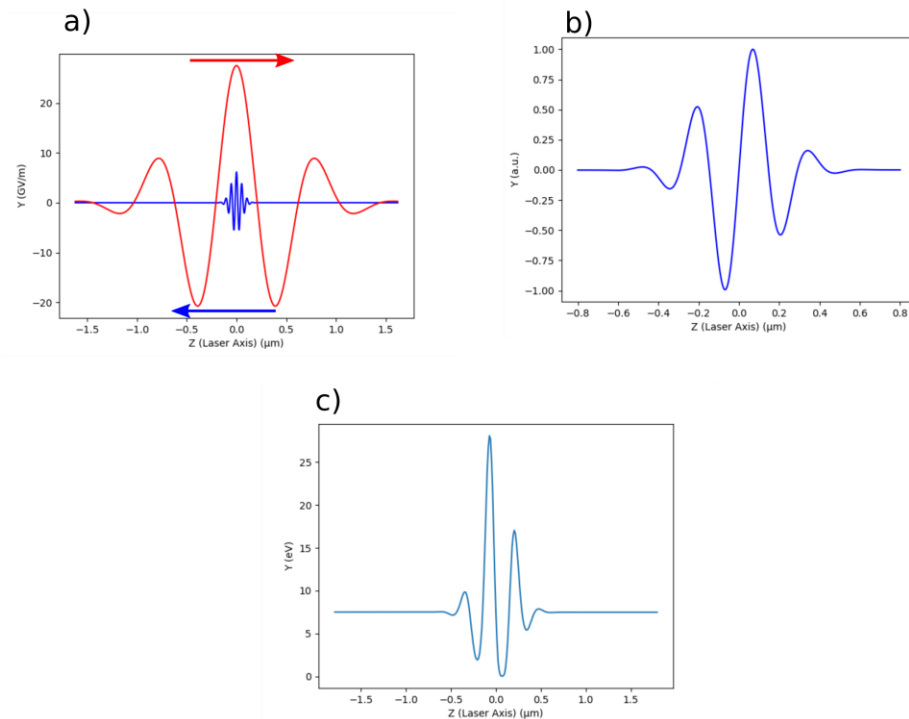 a)
Y (GV/m)
20
10
0
−10
−20
−1.5 −1.0 −0.5 0.0 0.5 1.0 1.5
Z (Laser Axis) (μm)
b)
Y (a.u.)
1.00
0.75
0.50
0.25
0.00
−0.25
−0.50
−0.75
−1.00
−0.8 −0.6 −0.4 −0.2 0.0 0.2 0.4 0.6 0.8
Z (Laser Axis) (μm)
c)
Y (eV)
25
20
15
10
5
0
−1.5 −1.0 −0.5 0.0 0.5 1.0 1.5
Z (Laser Axis) (μm)